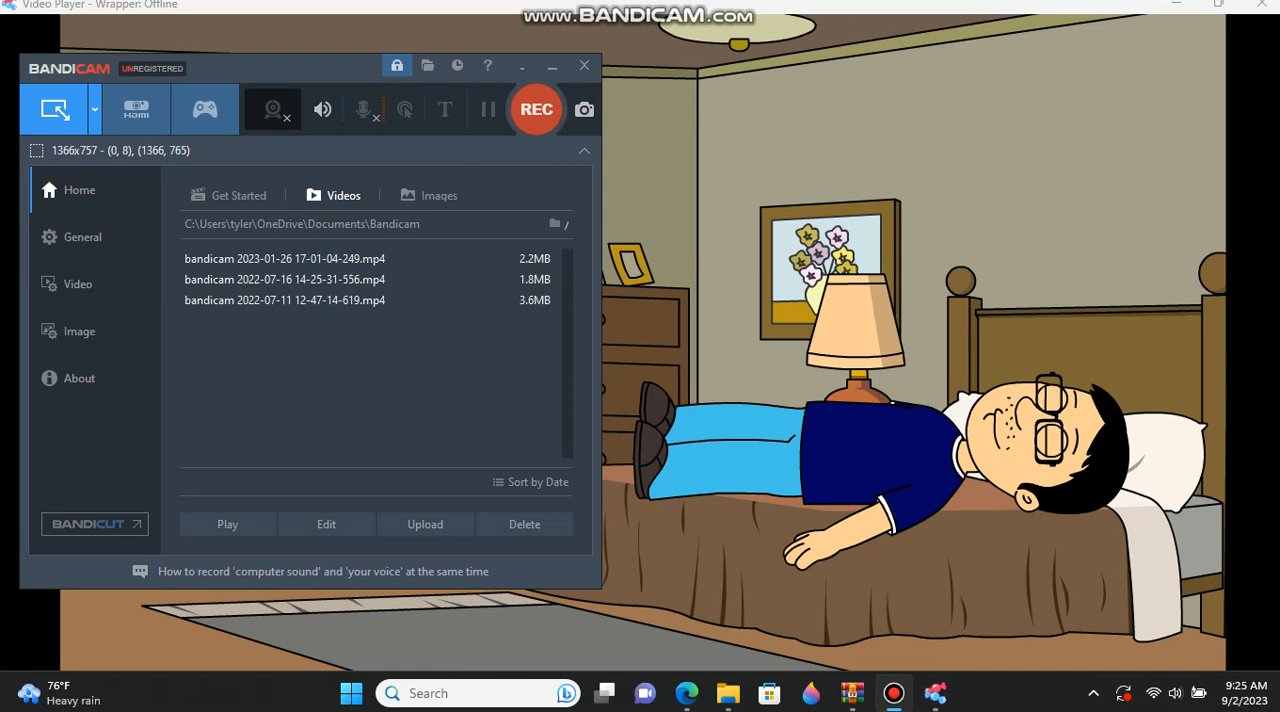 Video Player - Wrapper: Offline
www.BANDICAM.com
BANDICAM UNREGISTERED
HDMI
T
REC
1366x757 - (0, 8), (1366, 765)
Home
General
Video
Image
About
Get Started
Videos
Images
C:\Users\tyler\OneDrive\Documents\Bandicam
/
bandicam 2023-01-26 17-01-04-249.mp4 2.2MB
bandicam 2022-07-16 14-25-31-556.mp4 1.8MB
bandicam 2022-07-11 12-47-14-619.mp4 3.6MB
Sort by Date
BANDICUT
Play
Edit
Upload
Delete
How to record 'computer sound' and 'your voice' at the same time
76°F
Heavy rain
Search
9:25 AM
9/2/2023